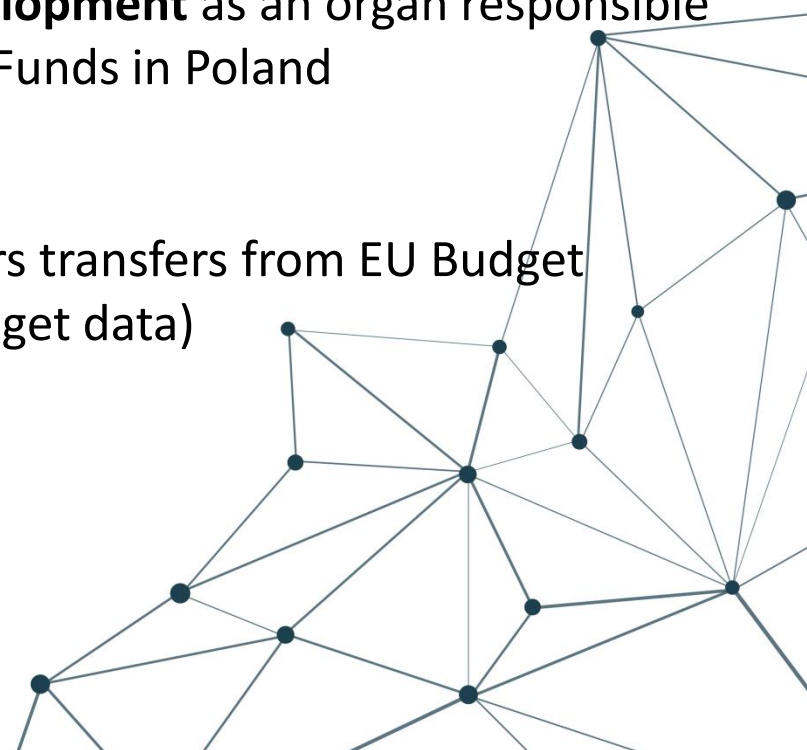 lopment as an organ responsible
Funds in Poland
rs transfers from EU Budget
get data)